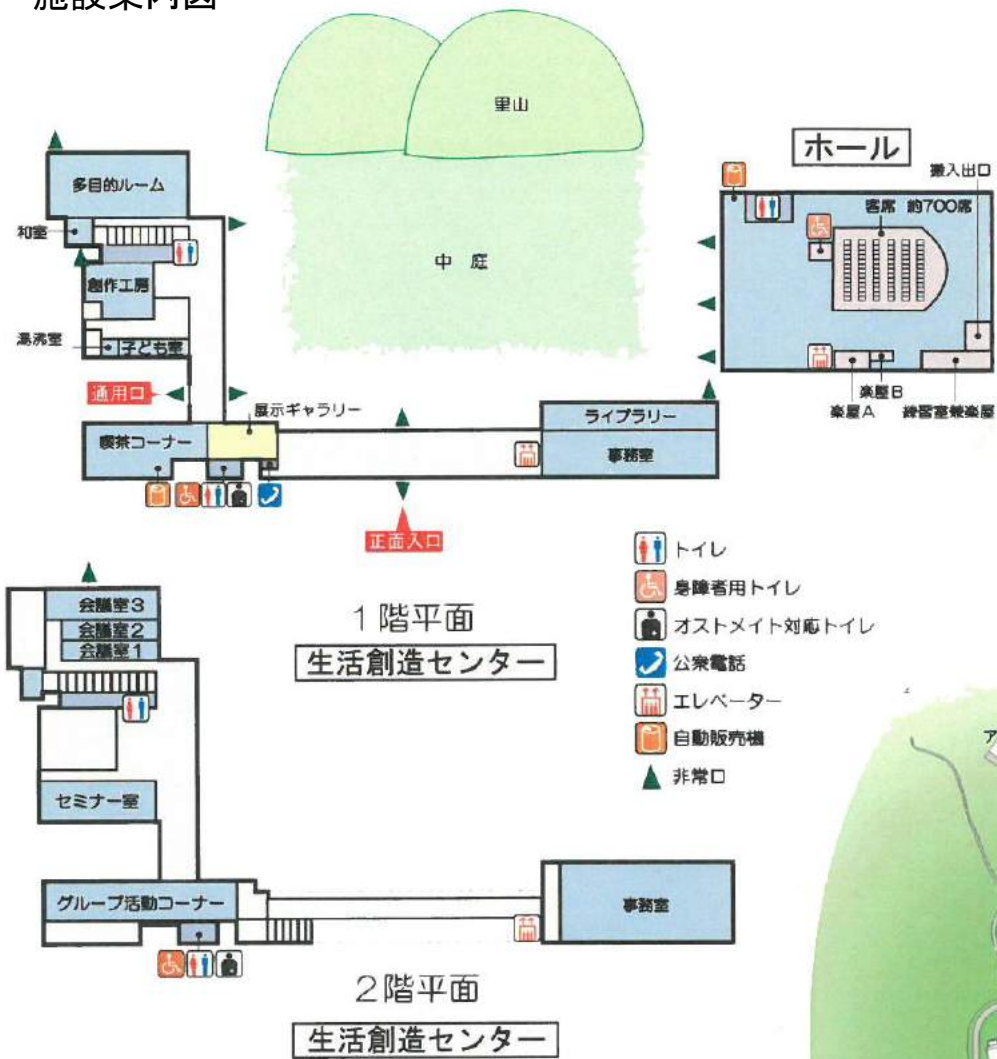 施設案内図
里山
中庭
ホール
搬入出口
客席 約700席
楽屋B
楽屋A
練習室兼楽屋
多目的ルーム
和室
創作工房
湯沸室
子ども室
通用口
展示ギャラリー
喫茶コーナー
ライブラリー
事務室
正面入口
1階平面
生活創造センター
トイレ
身障者用トイレ
オストメイト対応トイレ
公衆電話
エレベーター
自動販売機
非常口
会議室3
会議室2
会議室1
セミナー室
グループ活動コーナー
事務室
2階平面
生活創造センター
ア